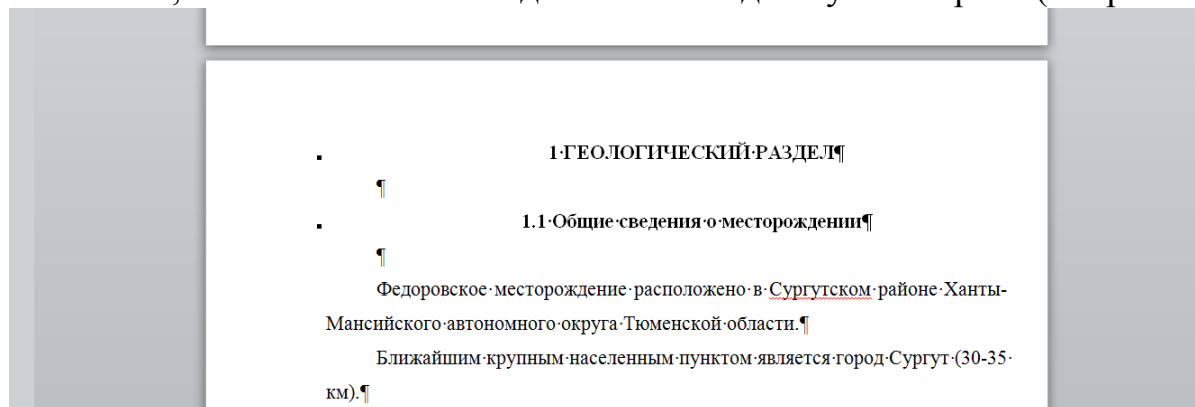 1·ГЕОЛОГИЧЕСКИЙ·РАЗДЕЛ¶
¶
1.1·Общие·сведения·о·месторождении¶
¶
Федоровское·месторождение·расположено·в·Сургутском·районе·Ханты-
Мансийского·автономного·округа·Тюменской·области.¶
Ближайшим·крупным·населенным·пунктом·является·город·Сургут·(30-35·
км).¶